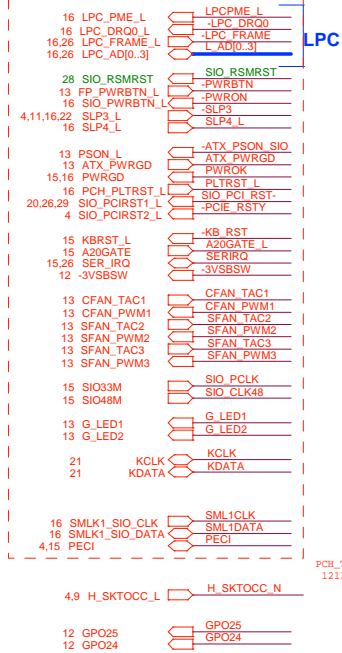 16 LPC_PME_L LPCPME_L
16 LPC_DRQ0_L -LPC_DRQ0
16,26 LPC_FRAME_L -LPC_FRAME
16,26 LPC_AD[0..3] L_AD[0..3] LPC
28 SIO_RSMRST SIO_RSMRST
13 FP_PWRBTN_L -PWRBTN
16 SIO_PWRBTN_L -PWRON
4,11,16,22 SLP3_L -SLP3
16 SLP4_L SLP4_L
13 PSON_L -ATX_PSON_SIO
13 ATX_PWRGD ATX_PWRGD
15,16 PWRGD PWROK
16 PCH_PLTRST_L PLTRST_L
20,26,29 SIO_PCIRST1_L SIO_PCI_RST-
4 SIO_PCIRST2_L -PCIE_RSTY
15 KBRST_L -KB_RST
15 A20GATE A20GATE_L
15,26 SER_IRQ SERIRQ
12 -3VSBSW -3VSBSW
13 CFAN_TAC1 CFAN_TAC1
13 CFAN_PWM1 CFAN_PWM1
13 SFAN_TAC2 SFAN_TAC2
13 SFAN_PWM2 SFAN_PWM2
13 SFAN_TAC3 SFAN_TAC3
13 SFAN_PWM3 SFAN_PWM3
15 SIO33M SIO_PCLK
15 SIO48M SIO_CLK48
13 G_LED1 G_LED1
13 G_LED2 G_LED2
21 KCLK KCLK
21 KDATA KDATA
16 SMLK1_SIO_CLK SML1CLK
16 SMLK1_SIO_DATA SML1DATA
4,15 PECI PECI
4,9 H_SKTOCC_L H_SKTOCC_N
12 GPO25 GPO25
12 GPO24 GPO24